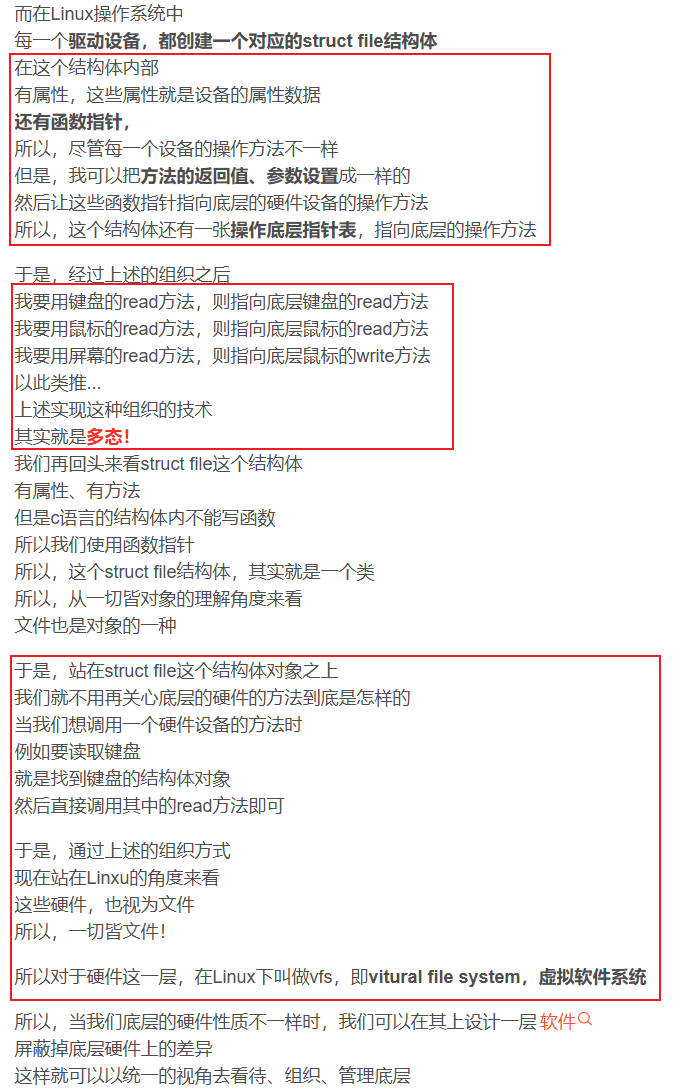 而在Linux操作系统中
每一个驱动设备，都创建一个对应的struct file结构体
在这个结构体内部
有属性，这些属性就是设备的属性数据
还有函数指针，
所以，尽管每一个设备的操作方法不一样
但是，我可以把方法的返回值、参数设置成一样的
然后让这些函数指针指向底层的硬件设备的操作方法
所以，这个结构体还有一张操作底层指针表，指向底层的操作方法
于是，经过上述的组织之后
我要用键盘的read方法，则指向底层键盘的read方法
我要用鼠标的read方法，则指向底层鼠标的read方法
我要用屏幕的read方法，则指向底层鼠标的write方法
以此类推...
上述实现这种组织的技术
其实就是多态！
我们再回头来看struct file这个结构体
有属性、有方法
但是c语言的结构体内不能写函数
所以我们使用函数指针
所以，这个struct file结构体，其实就是一个类
所以，从一切皆对象的理解角度来看
文件也是对象的一种
于是，站在struct file这个结构体对象之上
我们就不用再关心底层的硬件的方法到底是怎样的
当我们想调用一个硬件设备的方法时
例如要读取键盘
就是找到键盘的结构体对象
然后直接调用其中的read方法即可
于是，通过上述的组织方式
现在站在Linxu的角度来看
这些硬件，也视为文件
所以，一切皆文件！
所以对于硬件这一层，在Linux下叫做vfs，即vitural file system，虚拟软件系统
所以，当我们底层的硬件性质不一样时，我们可以在其上设计一层软件
屏蔽掉底层硬件上的差异
这样就可以以统一的视角去看待、组织、管理底层